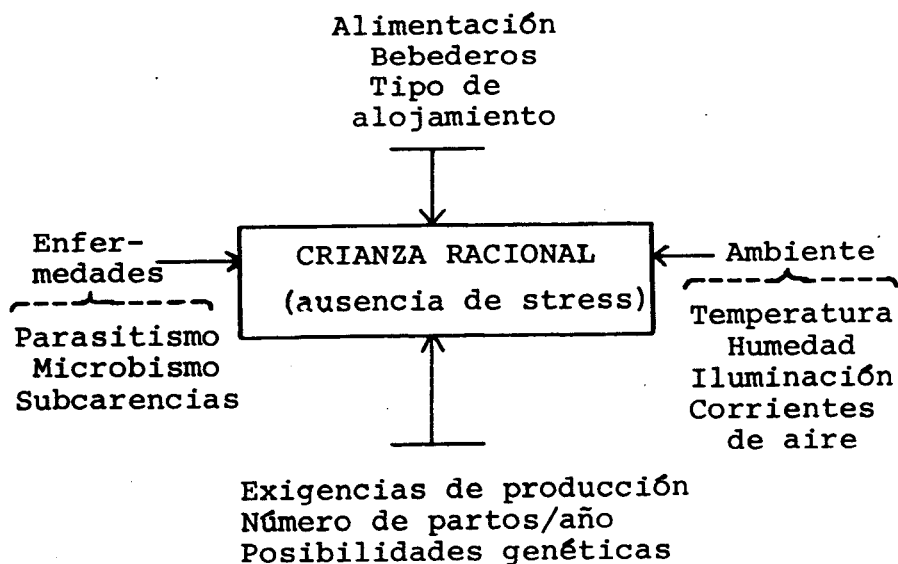 Alimentación
Bebederos
Tipo de
alojamiento
Enfer-
medades
Parasitismo
Microbismo
Subcarencias
CRIANZA RACIONAL
(ausencia de stress)
Ambiente
Temperatura
Humedad
Iluminación
Corrientes
de aire
Exigencias de producción
Número de partos/año
Posibilidades genéticas